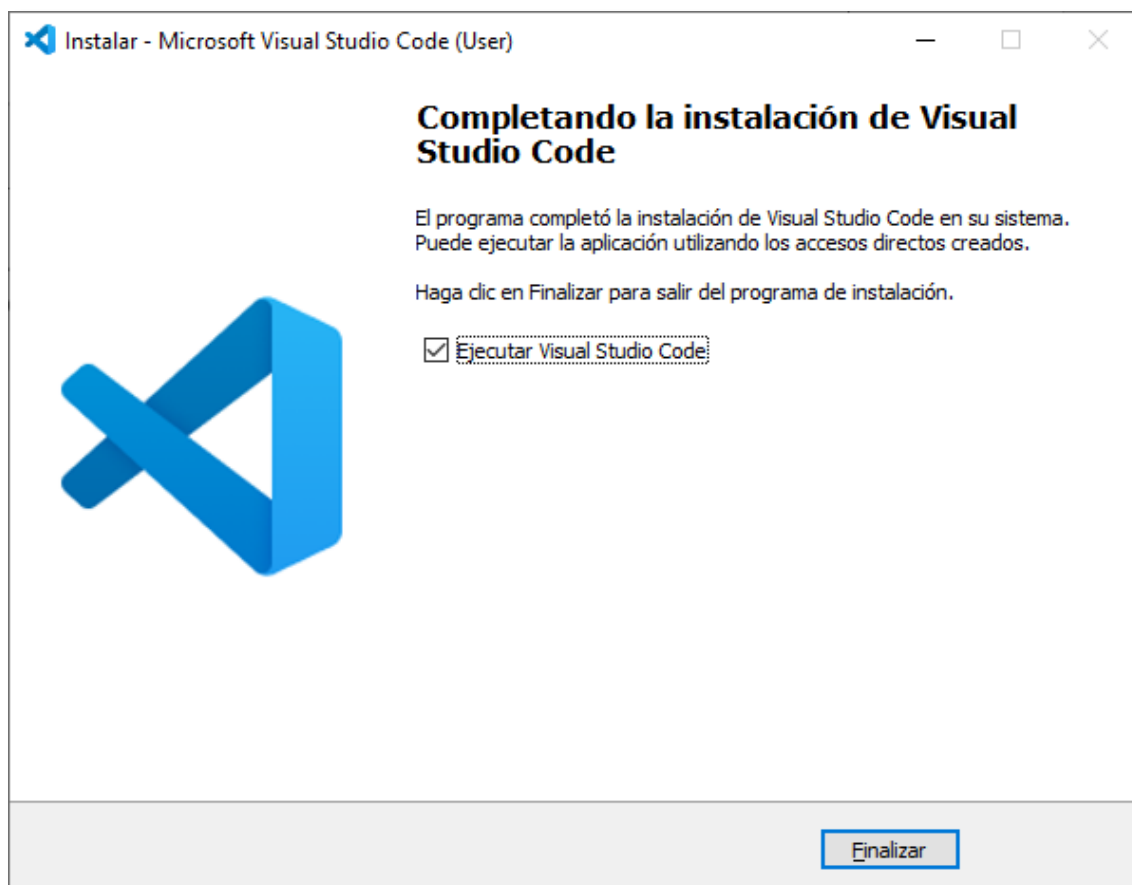 Instalar - Microsoft Visual Studio Code (User)
Completando la instalación de Visual
Studio Code
El programa completó la instalación de Visual Studio Code en su sistema.
Puede ejecutar la aplicación utilizando los accesos directos creados.
Haga clic en Finalizar para salir del programa de instalación.
Ejecutar Visual Studio Code
Finalizar